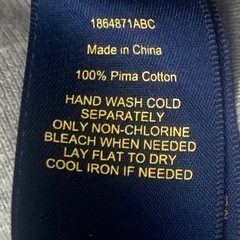 1864871ABC
Made in China
100% Pima Cotton
HAND WASH COLD
SEPARATELY
ONLY NON-CHLORINE
BLEACH WHEN NEEDED
LAY FLAT TO DRY
COOL IRON IF NEEDED